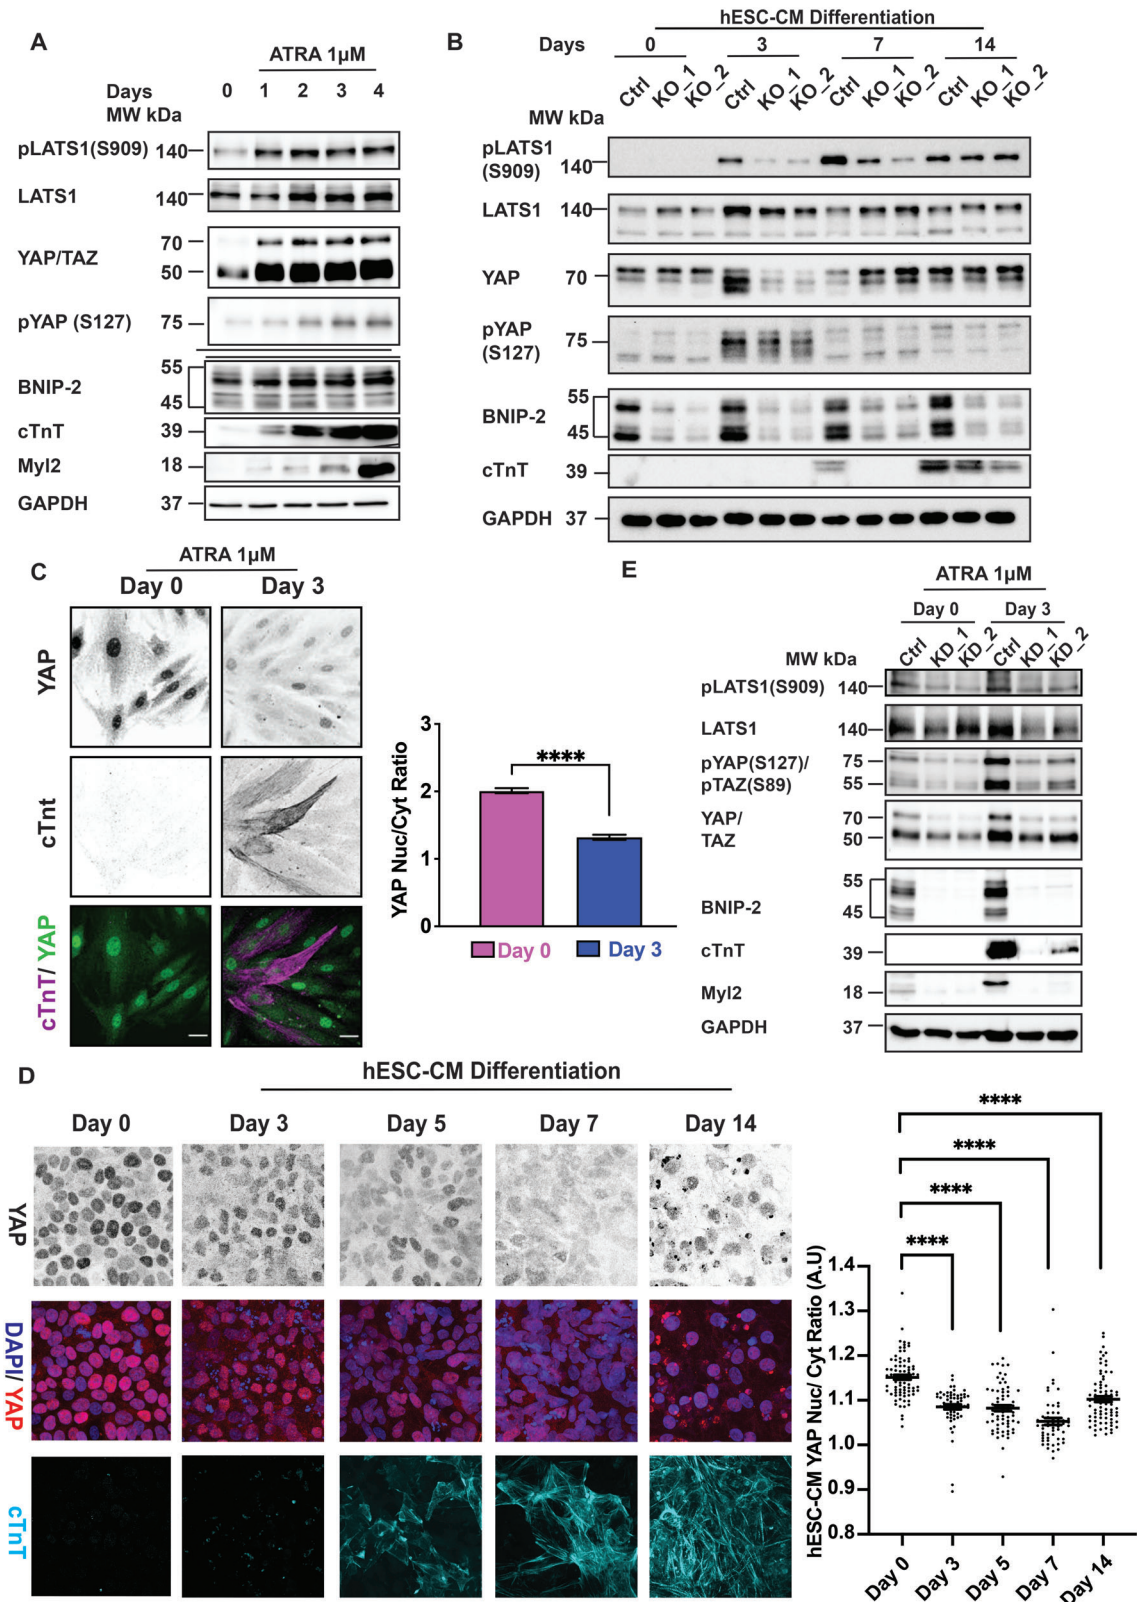 A
ATRA 1µM
Days 0 1 2 3 4
MW kDa
pLATS1(S909) 140
LATS1 140
YAP/TAZ
70
50
pYAP (S127) 75
BNIP-2
55
45
cTnT 39
Myl2 18
GAPDH 37
B
hESC-CM Differentiation
Days 0 3 7 14
Ctrl KO_1 KO_2 Ctrl KO_1 KO_2 Ctrl KO_1 KO_2 Ctrl KO_1 KO_2
MW kDa
pLATS1
(S909) 140
LATS1 140
YAP 70
pYAP
(S127) 75
BNIP-2
55
45
cTnT 39
GAPDH 37
C
ATRA 1µM
Day 0 Day 3
YAP
cTnt
cTnT/ YAP
YAP Nuc/Cyt Ratio
3
2
1
0
****
Day 0 Day 3
E
ATRA 1µM
Day 0 Day 3
Ctrl KD_1 KD_2 Ctrl KD_1 KD_2
MW kDa
pLATS1(S909) 140
LATS1 140
pYAP(S127)/ 75
pTAZ(S89) 55
YAP/ 70
TAZ 50
BNIP-2
55
45
cTnT 39
Myl2 18
GAPDH 37
D
hESC-CM Differentiation
Day 0 Day 3 Day 5 Day 7 Day 14
YAP
DAPI/ YAP
cTnT
****
****
****
****
hESC-CM YAP Nuc/ Cyt Ratio (A.U)
1.4
1.3
1.2
1.1
1.0
0.9
0.8
Day 0 Day 3 Day 5 Day 7 Day 14